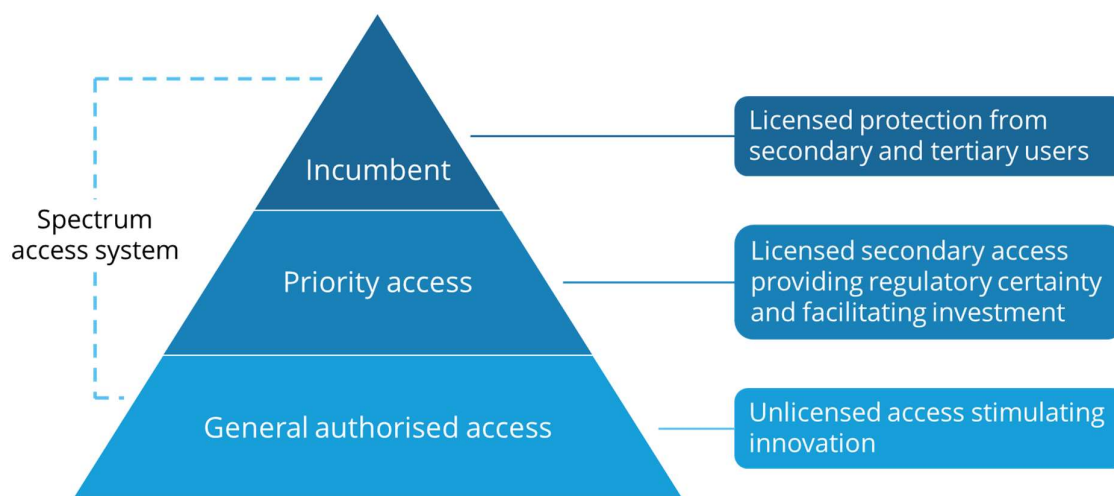 Incumbent
Licensed protection from
secondary and tertiary users
Spectrum
access system
Priority access
Licensed secondary access
providing regulatory certainty
and facilitating investment
General authorised access
Unlicensed access stimulating
innovation